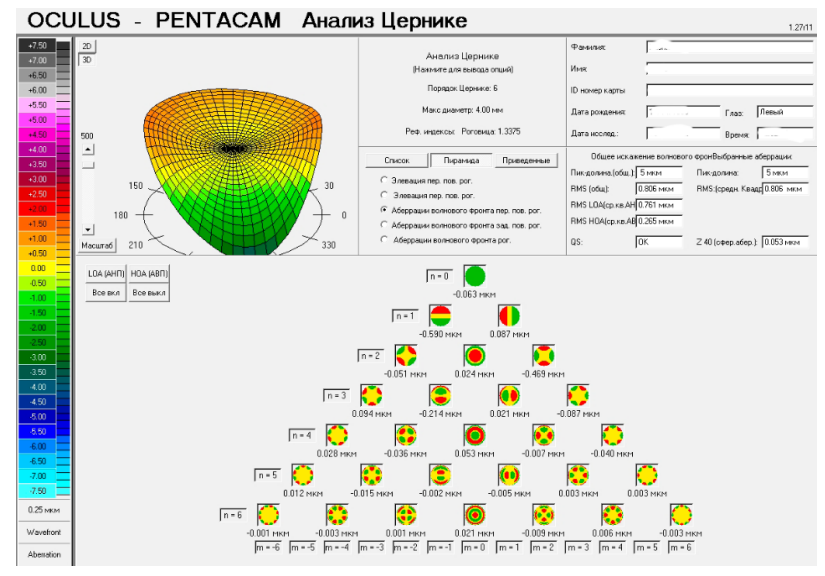 OCULUS - PENTACAM Анализ Цернике
1.27r11
+7.50
+7.00
+6.50
+6.00
+5.50
+5.00
+4.50
+4.00
+3.50
+3.00
+2.50
+2.00
+1.50
+1.00
+0.50
0.00
-0.50
-1.00
-1.50
-2.00
-2.50
-3.00
-3.50
-4.00
-4.50
-5.00
-5.50
-6.00
-6.50
-7.00
-7.50
0.25 мкм
Wavefront
Aberration
2D
3D
500
Масштаб
150
180
210
30
0
330
Анализ Цернике
(Нажмите для вывода опций)
Порядок Цернике: 6
Макс диаметр: 4.00 мм
Реф. индексы: Роговица: 1.3375
Фамилия:
Имя:
ID номер карты
Дата рождения:
Глаз: Левый
Дата исслед.:
Время:
Список Пирамида Приведенные
Элевация пер. пов. рог.
Элевация пер. пов. рог.
Аберрации волнового фронта пер. пов. рог.
Аберрации волнового фронта зад. пов. рог.
Аберрации волнового фронта рог.
Общее искажение волнового фронВыбранные аберрации:
Пик-долина,(общ.): 5 мкм Пик-долина: 5 мкм
RMS (общ): 0.806 мкм RMS:(средн. Квадр 0.806 мкм
RMS LOA(ср.кв.АН 0.761 мкм
RMS HOA(ср.кв.АВ 0.265 мкм
QS: OK Z 40 (сфер.абер.): 0.053 мкм
LOA (АНП) HOA (АВП)
Все вкл Все выкл
n = 0
-0.063 мкм
n = 1
-0.590 мкм 0.087 мкм
n = 2
-0.051 мкм 0.024 мкм -0.469 мкм
n = 3
0.094 мкм -0.214 мкм 0.021 мкм -0.087 мкм
n = 4
0.028 мкм -0.036 мкм 0.053 мкм -0.007 мкм -0.040 мкм
n = 5
0.012 мкм -0.015 мкм -0.002 мкм -0.005 мкм 0.003 мкм 0.003 мкм
n = 6
-0.001 мкм -0.003 мкм 0.001 мкм 0.021 мкм -0.009 мкм 0.006 мкм -0.003 мкм
m = -6 m = -5 m = -4 m = -3 m = -2 m = -1 m = 0 m = 1 m = 2 m = 3 m = 4 m = 5 m = 6